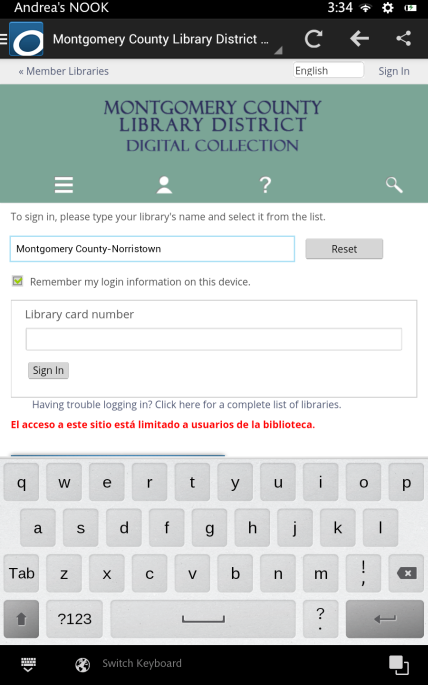 Andrea's NOOK
3:34
Montgomery County Library District ...
« Member Libraries
English
Sign In
MONTGOMERY COUNTY
LIBRARY DISTRICT
DIGITAL COLLECTION
?
To sign in, please type your library's name and select it from the list.
Montgomery County-Norristown
Reset
Remember my login information on this device.
Library card number
Sign In
Having trouble logging in? Click here for a complete list of libraries.
El acceso a este sitio está limitado a usuarios de la biblioteca.
q w e r t y u i o p
a s d f g h j k l
Tab z x c v b n m ! ,
?123 ? .
Switch Keyboard